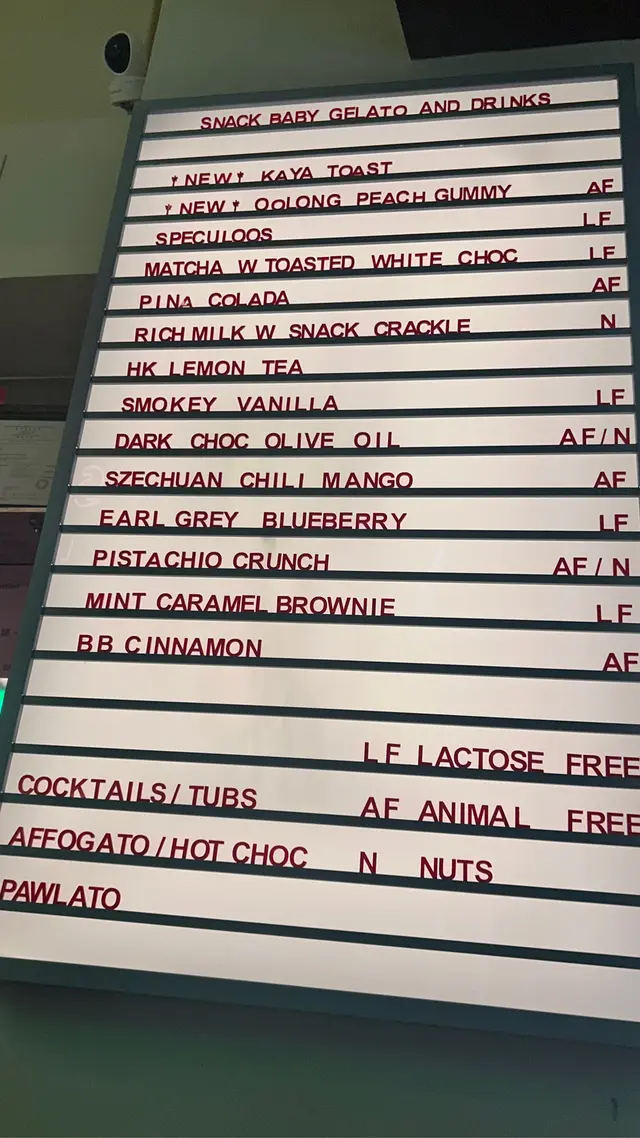 SNACK BABY GELATO AND DRINKS
NEW KAYA TOAST
NEW OOLONG PEACH GUMMY AF
SPECULOOS LF
MATCHA W TOASTED WHITE CHOC LF
PINA COLADA AF
RICH MILK W SNACK CRACKLE N
HK LEMON TEA
SMOKEY VANILLA LF
DARK CHOC OLIVE OIL AF/N
SZECHUAN CHILI MANGO AF
EARL GREY BLUEBERRY LF
PISTACHIO CRUNCH AF/N
MINT CARAMEL BROWNIE LF
BB CINNAMON AF
LF LACTOSE FREE
COCKTAILS/TUBS AF ANIMAL FREE
AFFOGATO/HOT CHOC N NUTS
PAWLATO